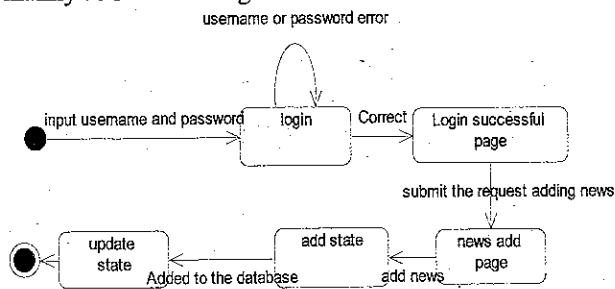 username or password error
input username and password
login
Correct
Login successful
page
submit the request adding news
update
state
Added to the database
add state
add news
news add
page